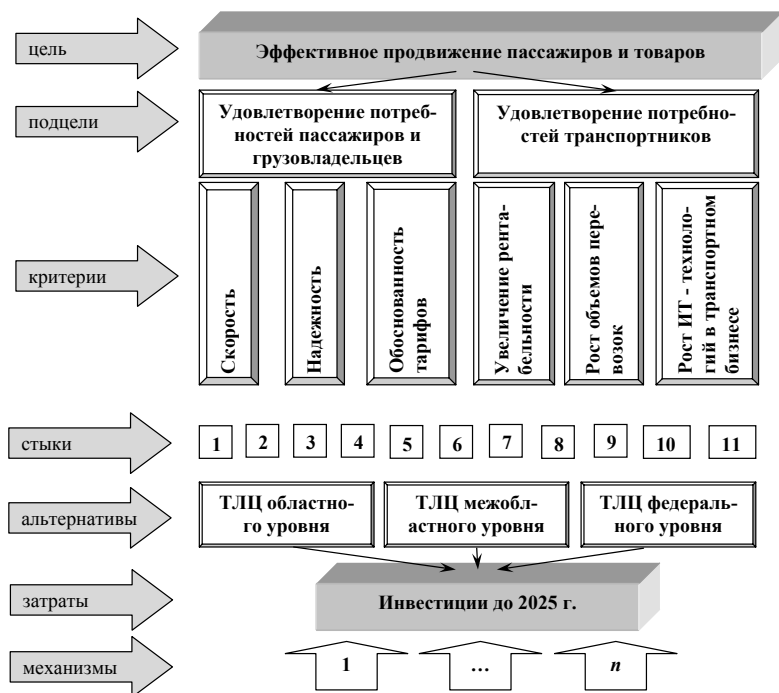 цель
Эффективное продвижение пассажиров и товаров
подцели
Удовлетворение потреб-
ностей пассажиров и
грузовладельцев
Удовлетворение потребно-
стей транспортников
критерии
Скорость
Надежность
Обоснованность
тарифов
Увеличение рента-
бельности
Рост объемов пере-
возок
Рост ИТ - техноло-
гий в транспортном
бизнесе
стыки
1 2 3 4 5 6 7 8 9 10 11
альтернативы
ТЛЦ областно-
го уровня
ТЛЦ межобл-
астного уровня
ТЛЦ федераль-
ного уровня
затраты
Инвестиции до 2025 г.
механизмы
1 ... n